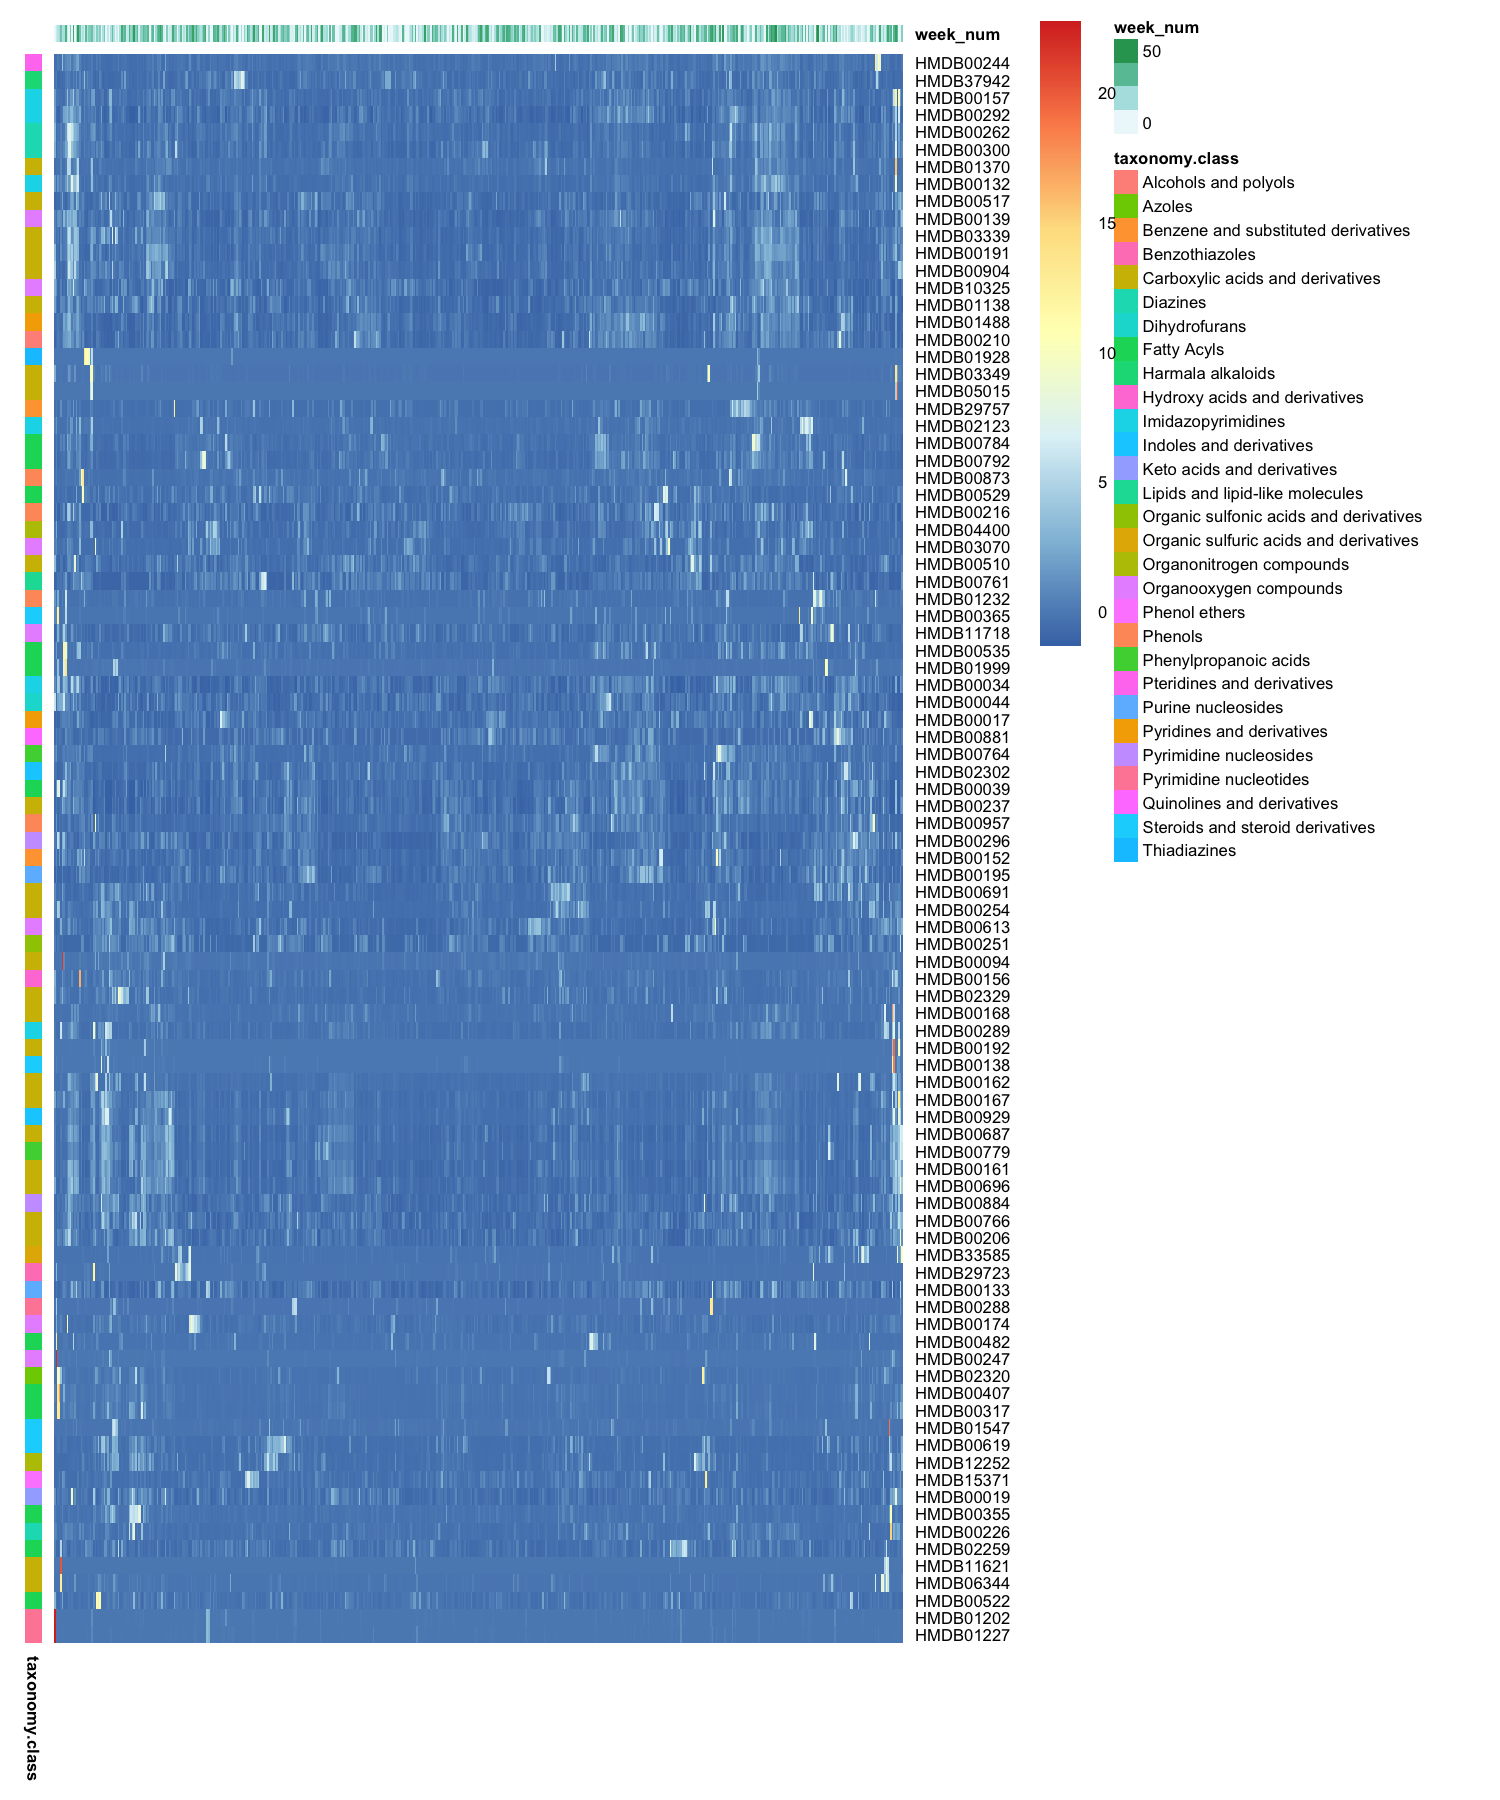 week_num
HMDB00244
HMDB37942
HMDB00157
HMDB00292
HMDB00262
HMDB00300
HMDB01370
HMDB00132
HMDB00517
HMDB00139
HMDB03339
HMDB00191
HMDB00904
HMDB10325
HMDB01138
HMDB01488
HMDB00210
HMDB01928
HMDB03349
HMDB05015
HMDB29757
HMDB02123
HMDB00784
HMDB00792
HMDB00873
HMDB00529
HMDB00216
HMDB04400
HMDB03070
HMDB00510
HMDB00761
HMDB01232
HMDB00365
HMDB11718
HMDB00535
HMDB01999
HMDB00034
HMDB00044
HMDB00017
HMDB00881
HMDB00764
HMDB02302
HMDB00039
HMDB00237
HMDB00957
HMDB00296
HMDB00152
HMDB00195
HMDB00691
HMDB00254
HMDB00613
HMDB00251
HMDB00094
HMDB00156
HMDB02329
HMDB00168
HMDB00289
HMDB00192
HMDB00138
HMDB00162
HMDB00167
HMDB00929
HMDB00687
HMDB00779
HMDB00161
HMDB00696
HMDB00884
HMDB00766
HMDB00206
HMDB33585
HMDB29723
HMDB00133
HMDB00288
HMDB00174
HMDB00482
HMDB00247
HMDB02320
HMDB00407
HMDB00317
HMDB01547
HMDB00619
HMDB12252
HMDB15371
HMDB00019
HMDB00355
HMDB00226
HMDB02259
HMDB11621
HMDB06344
HMDB00522
HMDB01202
HMDB01227
taxonomy.class
20
15
10
5
0
week_num
50
0
taxonomy.class
Alcohols and polyols
Azoles
Benzene and substituted derivatives
Benzothiazoles
Carboxylic acids and derivatives
Diazines
Dihydrofurans
Fatty Acyls
Harmala alkaloids
Hydroxy acids and derivatives
Imidazopyrimidines
Indoles and derivatives
Keto acids and derivatives
Lipids and lipid-like molecules
Organic sulfonic acids and derivatives
Organic sulfuric acids and derivatives
Organonitrogen compounds
Organooxygen compounds
Phenol ethers
Phenols
Phenylpropanoic acids
Pteridines and derivatives
Purine nucleosides
Pyridines and derivatives
Pyrimidine nucleosides
Pyrimidine nucleotides
Quinolines and derivatives
Steroids and steroid derivatives
Thiadiazines